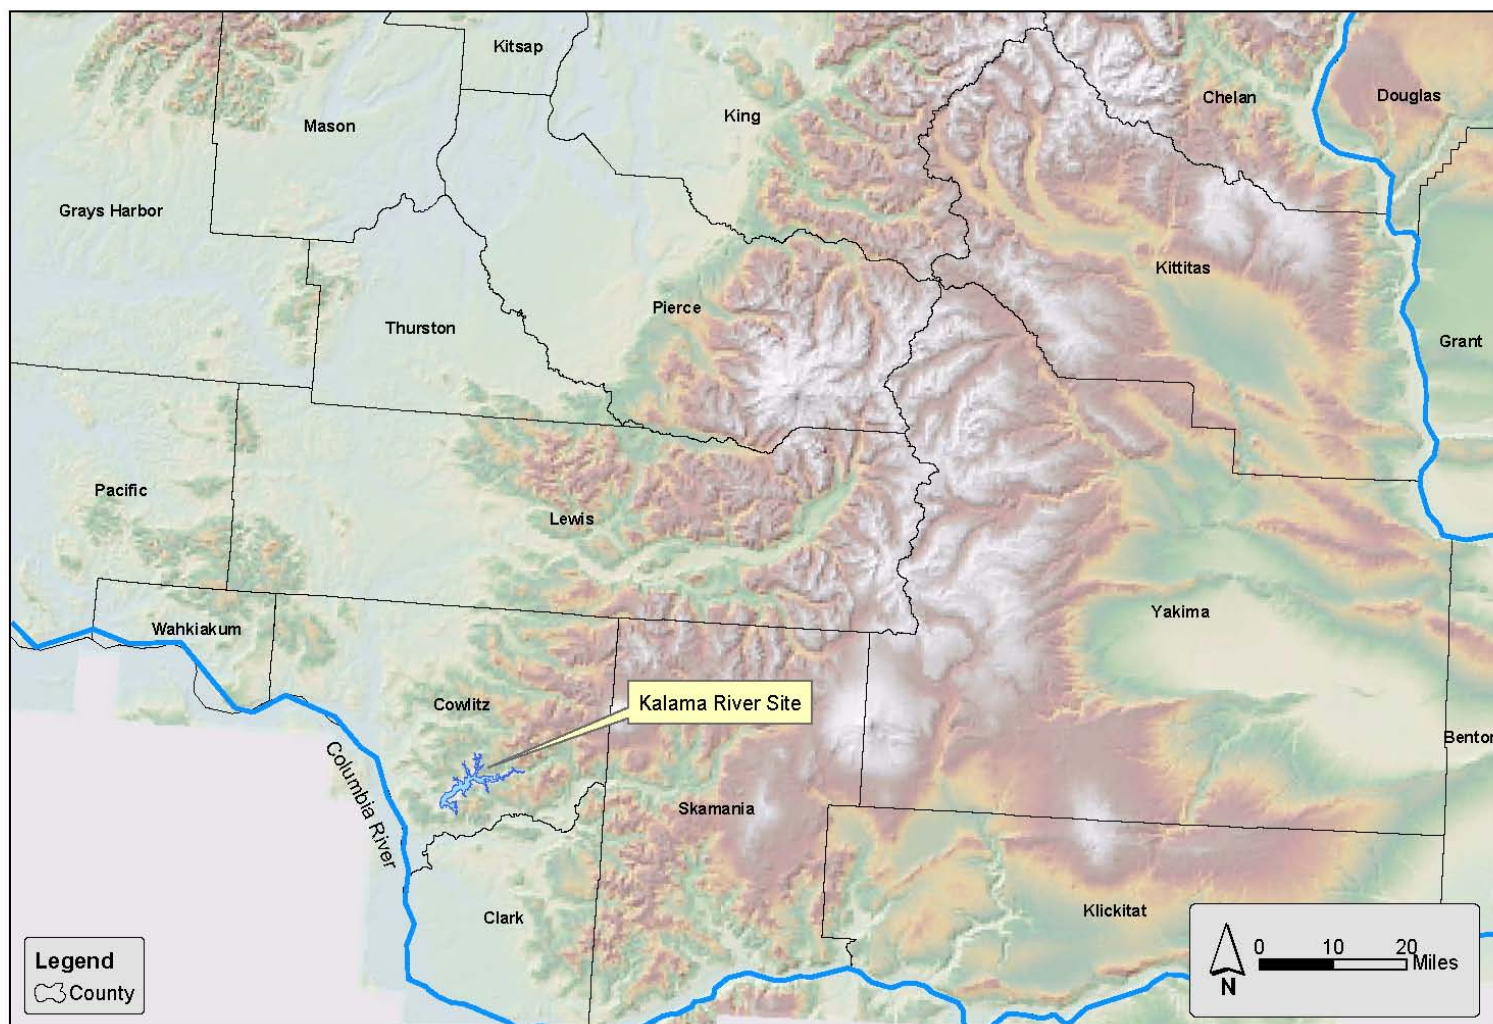 Kitsap
Chelan
Douglas
King
Mason
Grays Harbor
Kittitas
Pierce
Thurston
Grant
Pacific
Lewis
Yakima
Wahkiakum
Cowlitz
Kalama River Site
Benton
Columbia River
Skamania
Klickitat
Clark
Legend
County
0 10 20
Miles
N